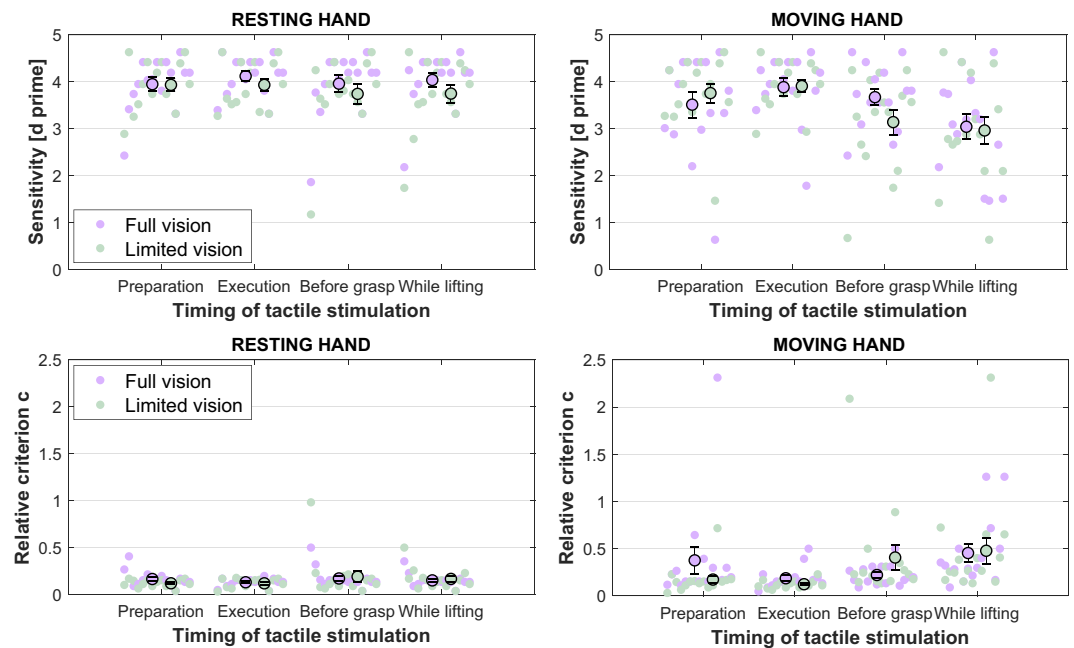 RESTING HAND
5
4
3
2
1
0
Sensitivity [d prime]
Full vision
Limited vision
Preparation Execution Before grasp While lifting
Timing of tactile stimulation
MOVING HAND
5
4
3
2
1
0
Sensitivity [d prime]
Preparation Execution Before grasp While lifting
Timing of tactile stimulation
RESTING HAND
2.5
2
1.5
1
0.5
0
Relative criterion c
Full vision
Limited vision
Preparation Execution Before grasp While lifting
Timing of tactile stimulation
MOVING HAND
2.5
2
1.5
1
0.5
0
Relative criterion c
Preparation Execution Before grasp While lifting
Timing of tactile stimulation